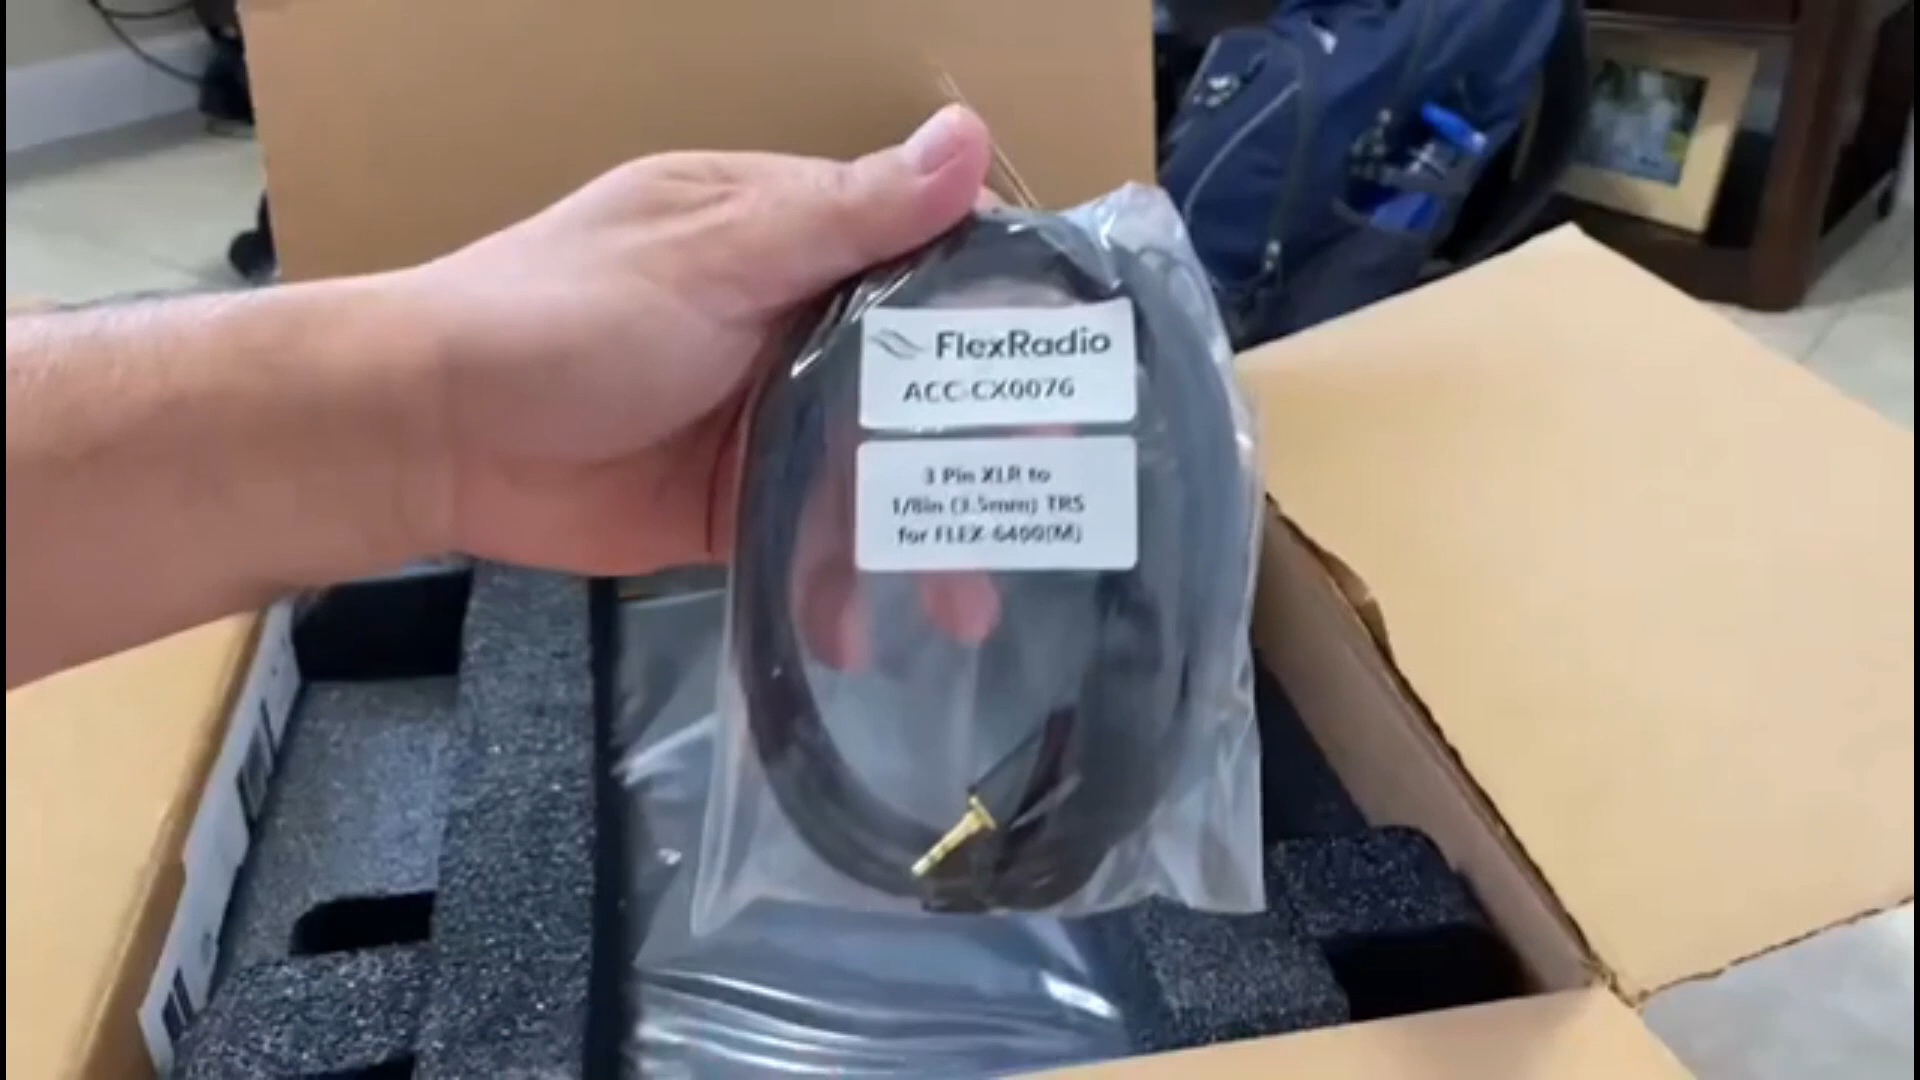 FlexRadio
ACC-CX0076
3 Pin XLR to
1/8in (3.5mm) TRS
for FLEX-6400(M)